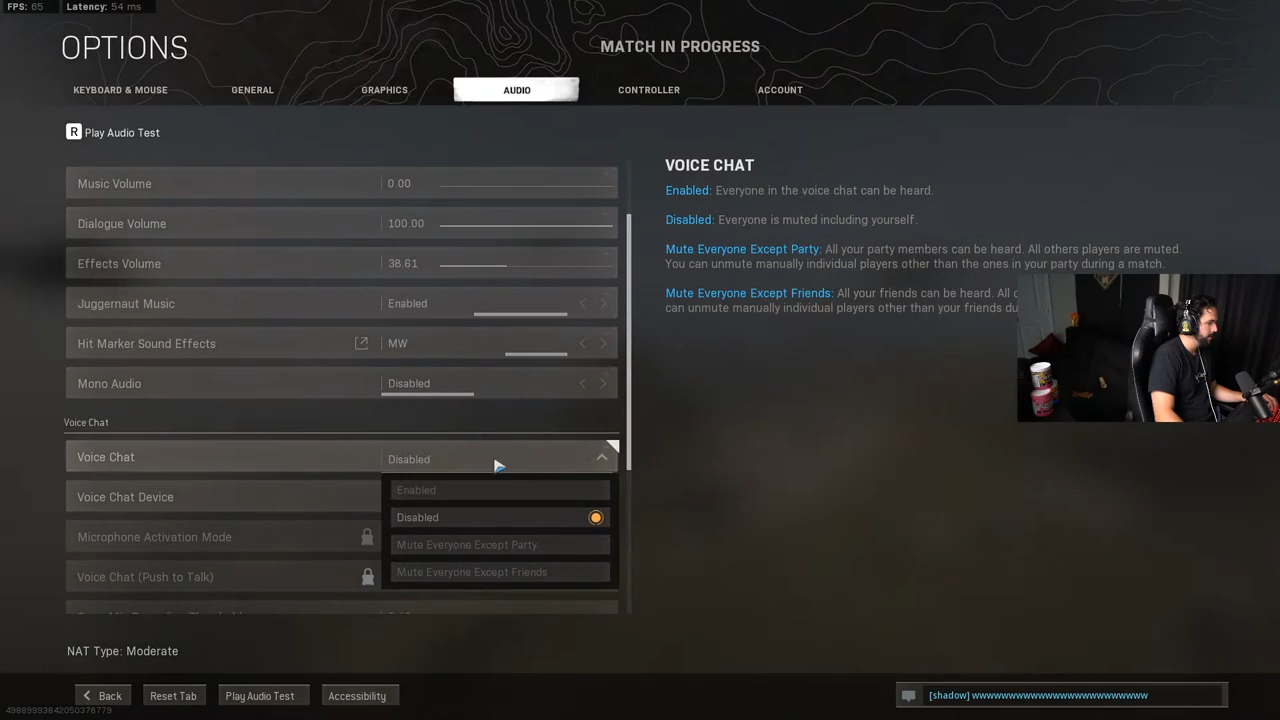 FPS: 65 Latency: 54 ms
OPTIONS
MATCH IN PROGRESS
KEYBOARD & MOUSE GENERAL GRAPHICS AUDIO CONTROLLER ACCOUNT
R Play Audio Test
Music Volume 0.00
Dialogue Volume 100.00
Effects Volume 38.61
Juggernaut Music Enabled
Hit Marker Sound Effects MW
Mono Audio Disabled
Voice Chat
Voice Chat Disabled
Enabled
Disabled
Mute Everyone Except Party
Mute Everyone Except Friends
Voice Chat Device
Microphone Activation Mode
Voice Chat (Push to Talk)
VOICE CHAT
Enabled: Everyone in the voice chat can be heard.
Disabled: Everyone is muted including yourself.
Mute Everyone Except Party: All your party members can be heard. All others players are muted.
You can unmute manually individual players other than the ones in your party during a match.
Mute Everyone Except Friends: All your friends can be heard. All
can unmute manually individual players other than your friends du
NAT Type: Moderate
Back Reset Tab Play Audio Test Accessibility
[shadow] wwwwwwwwwwwwwwwwwwwwwwwww
49889993842050376779